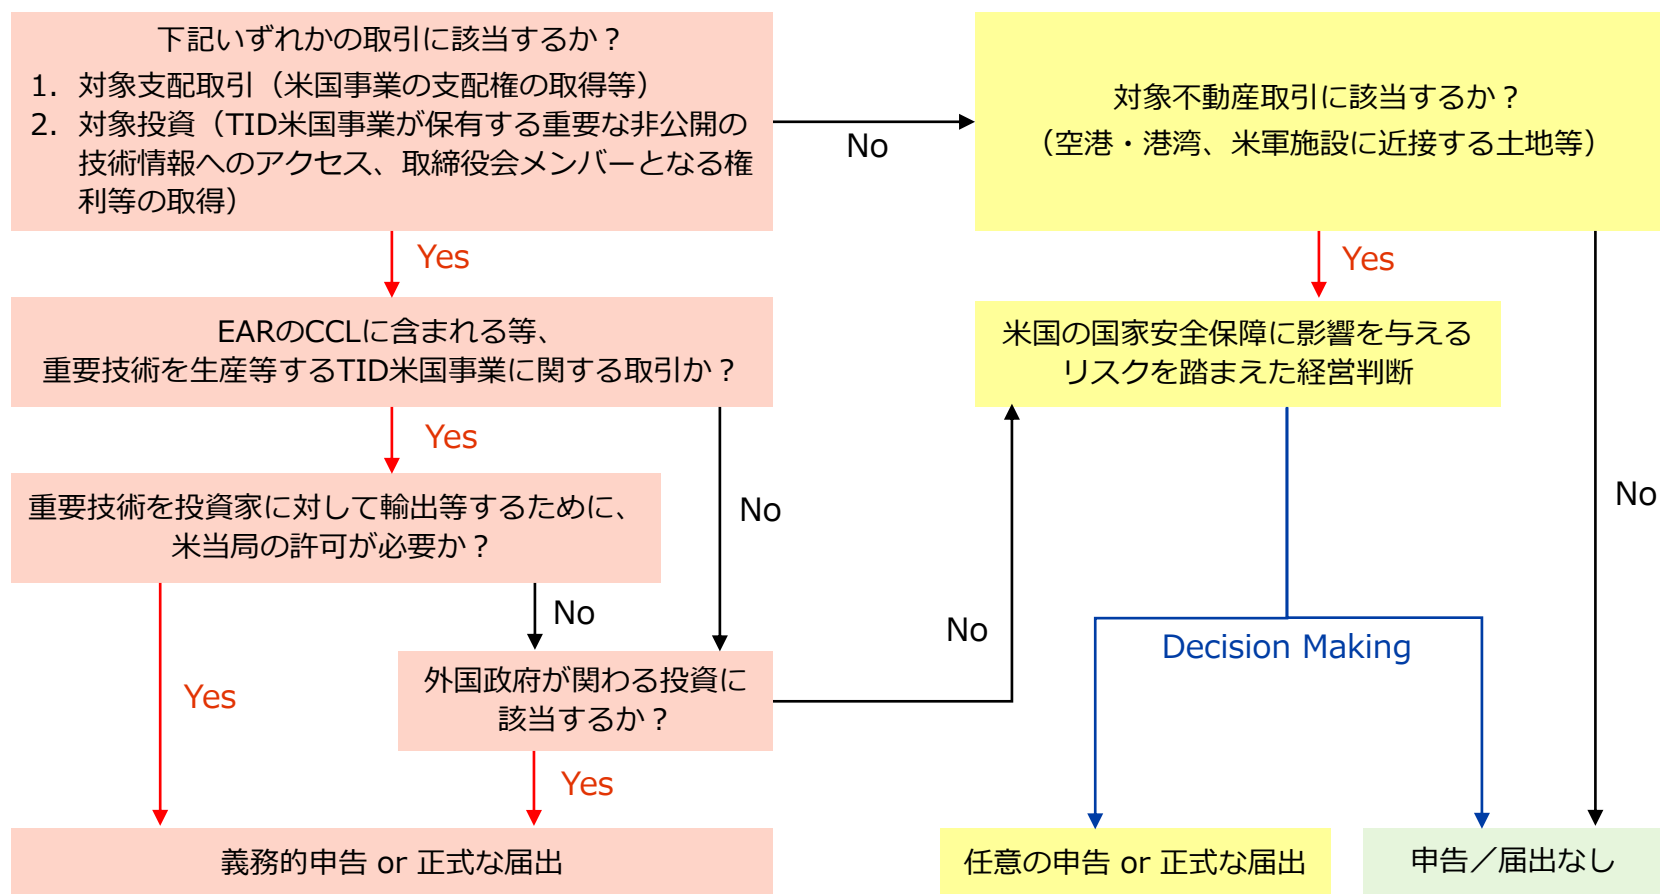 下記いずれかの取引に該当するか？
1. 対象支配取引（米国事業の支配権の取得等）
2. 対象投資（TID米国事業が保有する重要な非公開の
技術情報へのアクセス、取締役会メンバーとなる権
利等の取得）
No
対象不動産取引に該当するか？
（空港・港湾、米軍施設に近接する土地等）
Yes
Yes
EARのCCLに含まれる等、
重要技術を生産等するTID米国事業に関する取引か？
米国の国家安全保障に影響を与える
リスクを踏まえた経営判断
Yes
No
No
重要技術を投資家に対して輸出等するために、
米当局の許可が必要か？
No
No
Decision Making
Yes
外国政府が関わる投資に
該当するか？
Yes
義務的申告 or 正式な届出
任意の申告 or 正式な届出
申告／届出なし